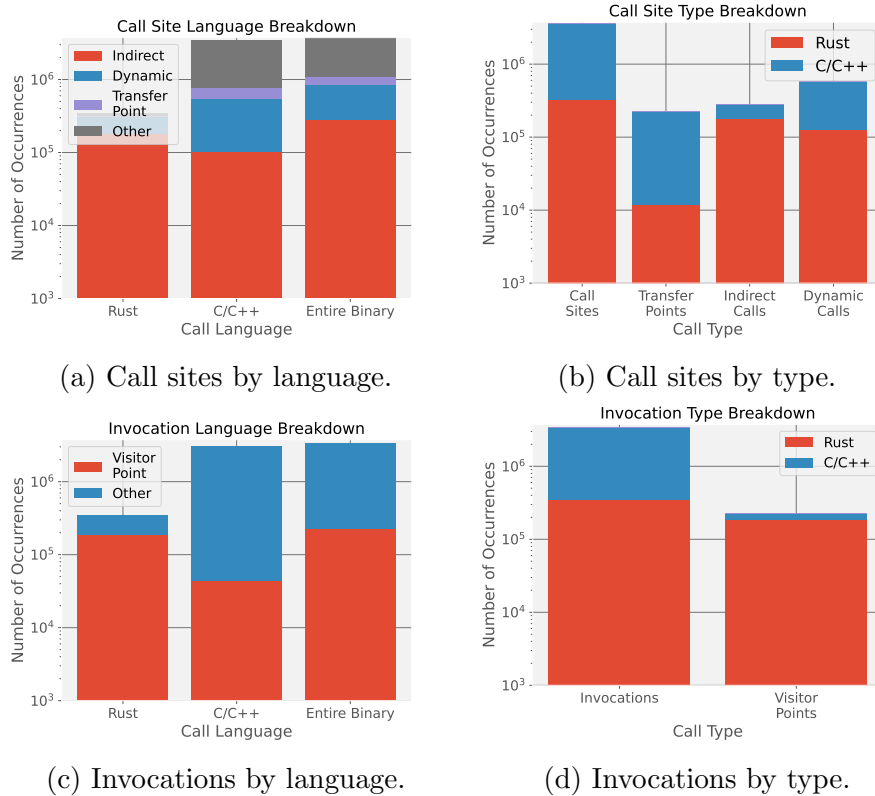 Call Site Language Breakdown
Number of Occurrences
10^6
10^5
10^4
10^3
Indirect
Dynamic
Transfer
Point
Other
Rust
C/C++
Entire Binary
Call Language
(a) Call sites by language.
Call Site Type Breakdown
Number of Occurrences
10^6
10^5
10^4
10^3
Rust
C/C++
Call
Sites
Transfer
Points
Indirect
Calls
Dynamic
Calls
Call Type
(b) Call sites by type.
Invocation Language Breakdown
Number of Occurrences
10^6
10^5
10^4
10^3
Visitor
Point
Other
Rust
C/C++
Entire Binary
Call Language
(c) Invocations by language.
Invocation Type Breakdown
Number of Occurrences
10^6
10^5
10^4
10^3
Rust
C/C++
Invocations
Visitor
Points
Call Type
(d) Invocations by type.